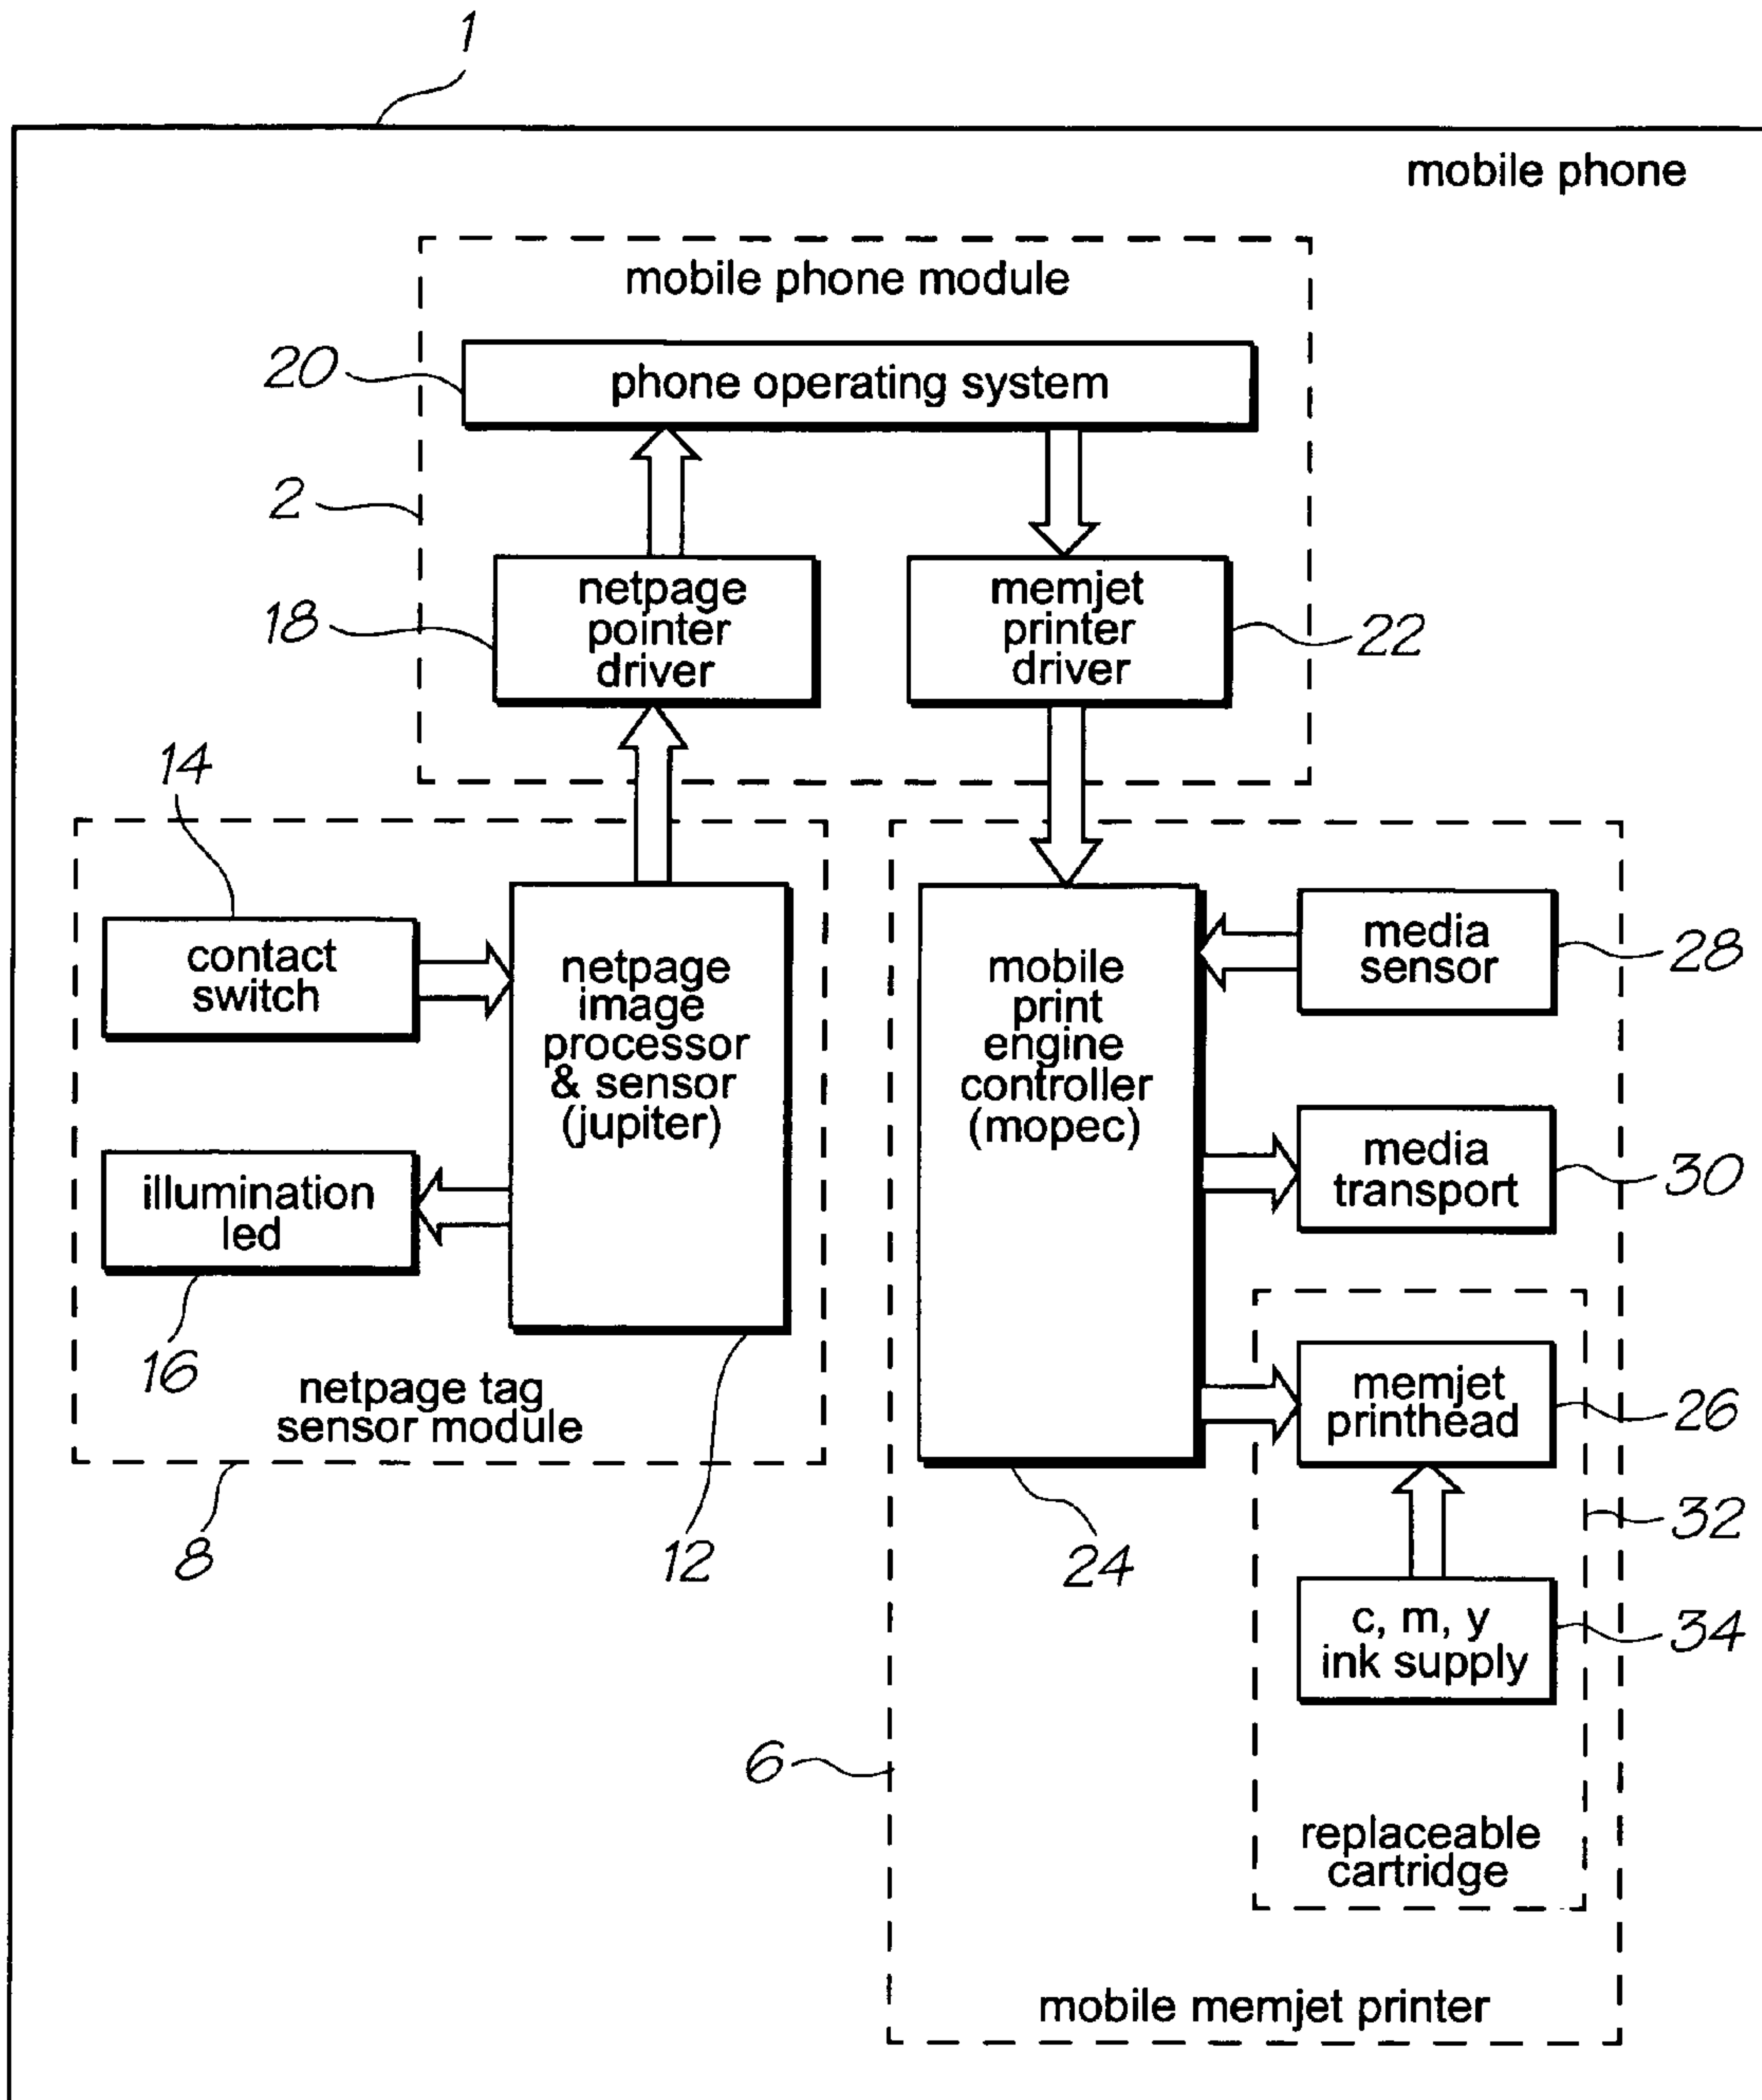 1
mobile phone
mobile phone module
20
phone operating system
2
netpage
pointer
driver
18
memjet
printer
driver
22
14
contact
switch
netpage
image
processor
& sensor
(jupiter)
illumination
led
16
netpage tag
sensor module
8
12
mobile
print
engine
controller
(mopec)
media
sensor
28
media
transport
30
memjet
printhead
26
32
24
c, m, y
ink supply
34
6
replaceable
cartridge
mobile memjet printer